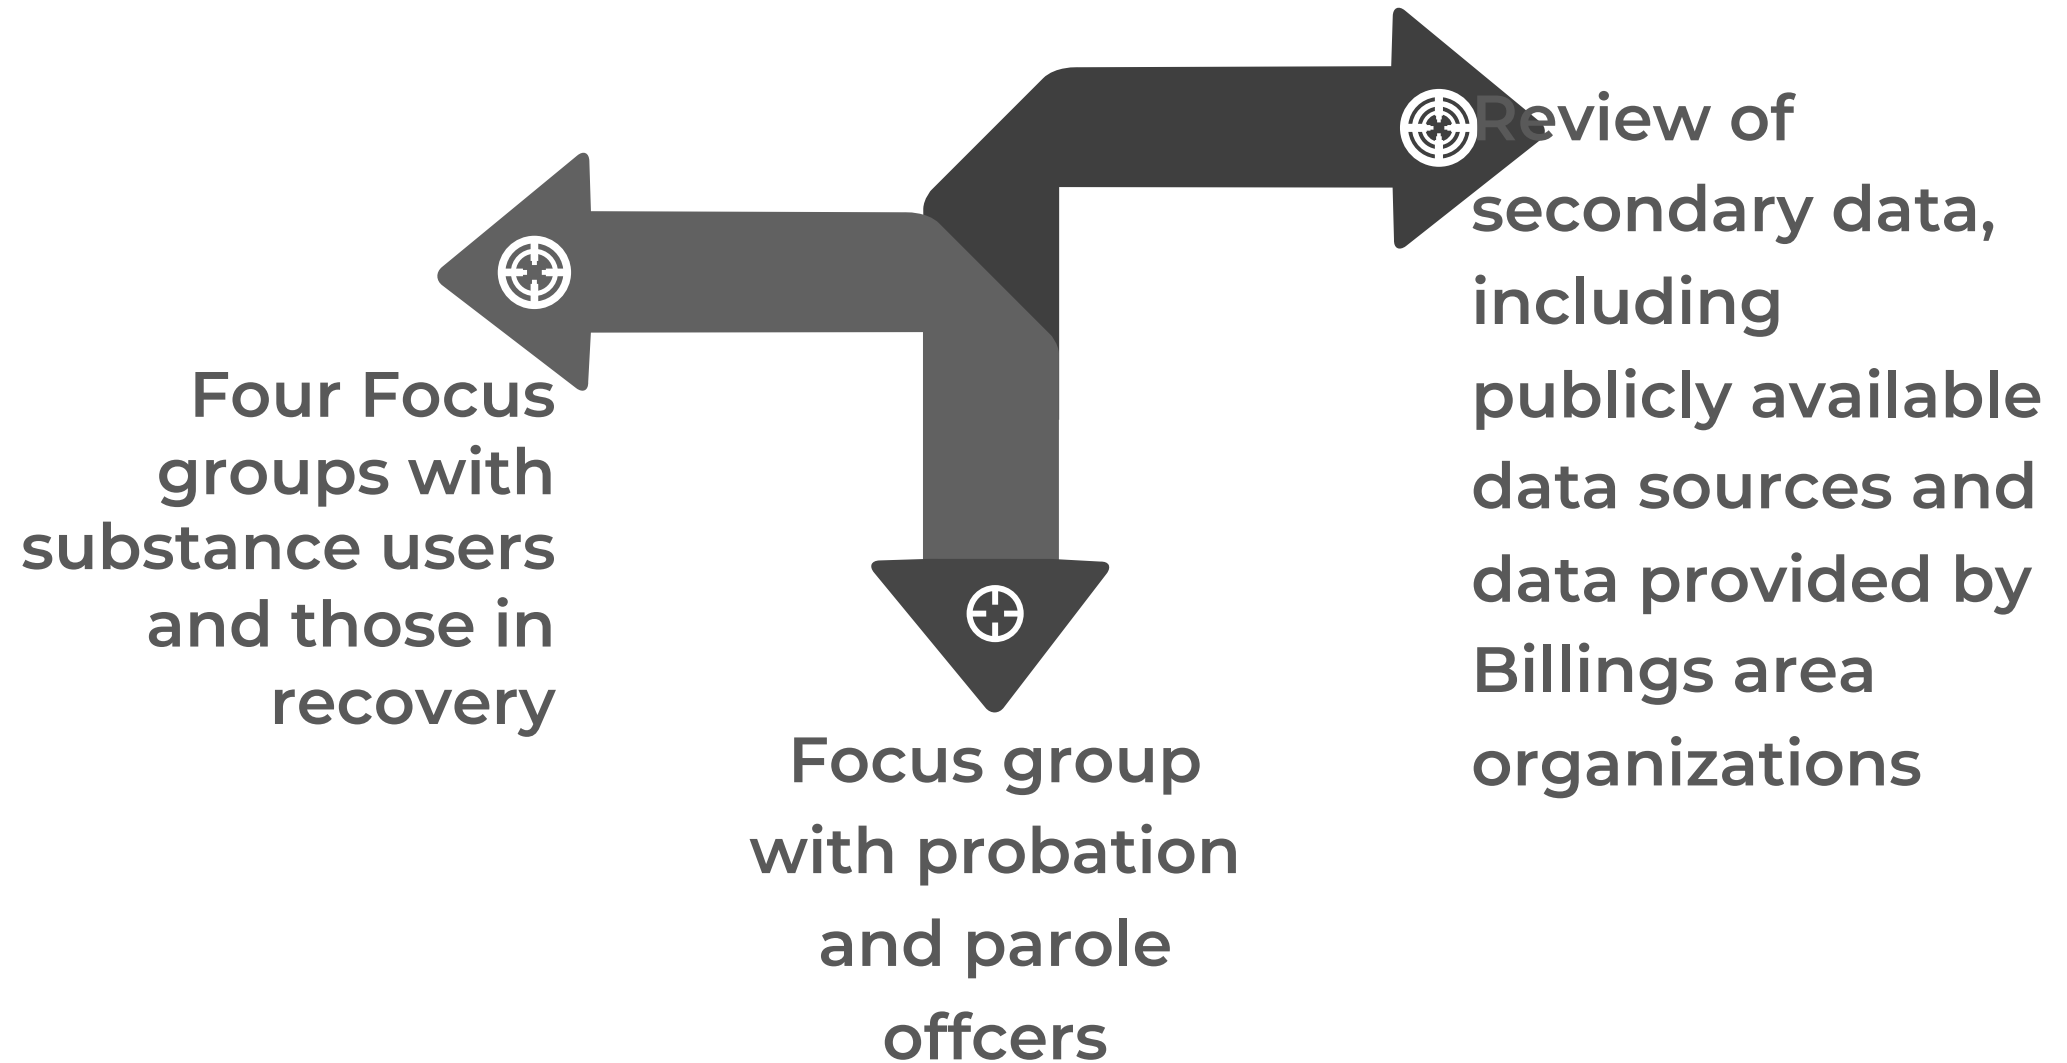 Four Focus
groups with
substance users
and those in
recovery
Focus group
with probation
and parole
offcers
Review of
secondary data,
including
publicly available
data sources and
data provided by
Billings area
organizations